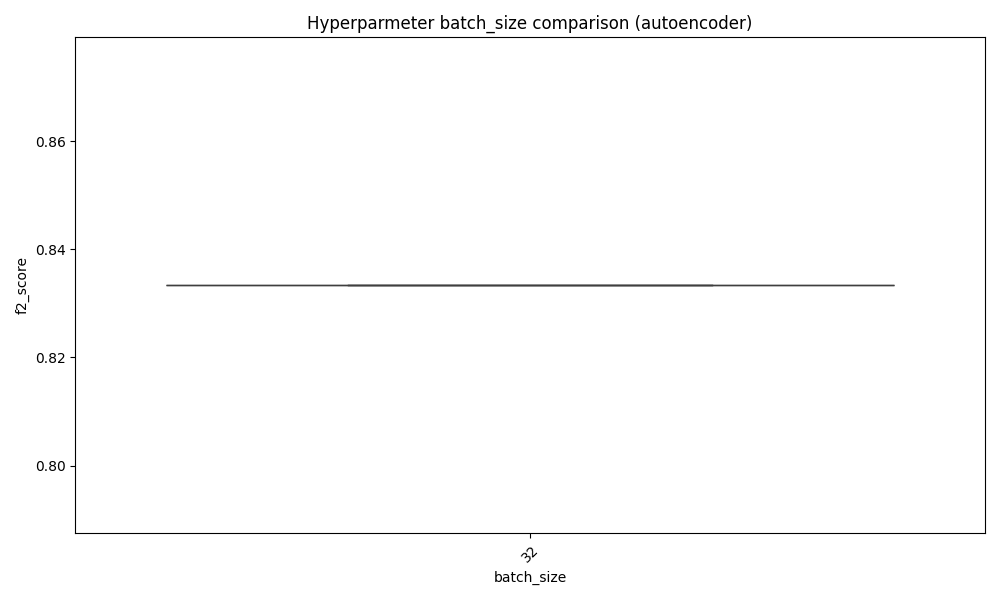 Hyperparmeter batch_size comparison (autoencoder)
0.86
0.84
0.82
0.80
f2_score
32
batch_size